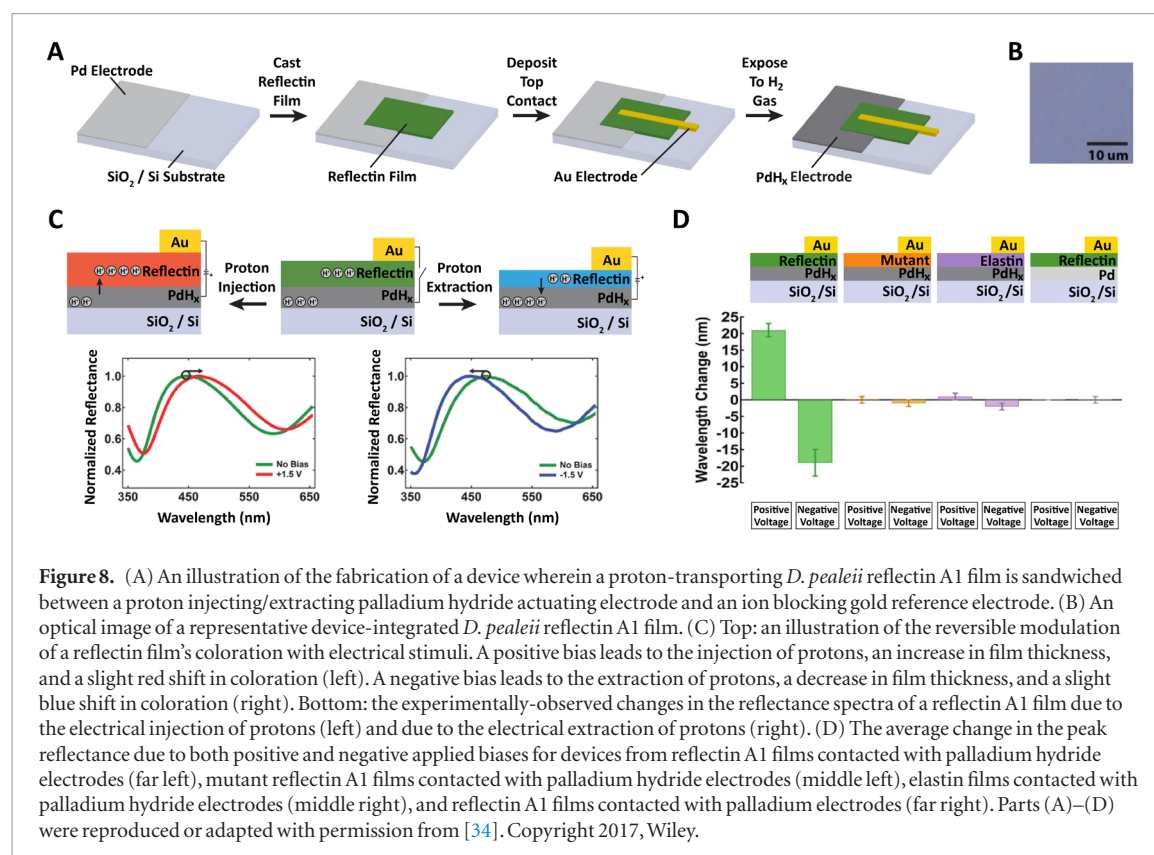 A
Pd Electrode
SiO₂ / Si Substrate
Cast
Reflectin
Film
Reflectin Film
Deposit
Top
Contact
Au Electrode
Expose
To H₂
Gas
PdHₓ Electrode
B
10 um
C
Au
H⁺ H⁺ H⁺ H⁺ Reflectin
PdHₓ
H⁺ H⁺
SiO₂ / Si
Proton
Injection
Au
H⁺ H⁺ H⁺ Reflectin
PdHₓ
H⁺ H⁺ H⁺
SiO₂ / Si
Proton
Extraction
Au
H⁺ H⁺ Reflectin
PdHₓ
H⁺ H⁺ H⁺ H⁺
SiO₂ / Si
Normalized Reflectance
1.0
0.8
0.6
0.4
No Bias
+1.5 V
350 450 550 650
Wavelength (nm)
Normalized Reflectance
1.0
0.8
0.6
0.4
No Bias
-1.5 V
350 450 550 650
Wavelength (nm)
D
Au Au Au Au
Reflectin Mutant Elastin Reflectin
PdHₓ PdHₓ PdHₓ Pd
SiO₂/Si SiO₂/Si SiO₂/Si SiO₂/Si
Wavelength Change (nm)
25
20
15
10
5
0
-5
-10
-15
-20
-25
Positive Negative Positive Negative Positive Negative Positive Negative
Voltage Voltage Voltage Voltage Voltage Voltage Voltage Voltage
Figure 8. (A) An illustration of the fabrication of a device wherein a proton-transporting D. pealeii reflectin A1 film is sandwiched
between a proton injecting/extracting palladium hydride actuating electrode and an ion blocking gold reference electrode. (B) An
optical image of a representative device-integrated D. pealeii reflectin A1 film. (C) Top: an illustration of the reversible modulation
of a reflectin film's coloration with electrical stimuli. A positive bias leads to the injection of protons, an increase in film thickness,
and a slight red shift in coloration (left). A negative bias leads to the extraction of protons, a decrease in film thickness, and a slight
blue shift in coloration (right). Bottom: the experimentally-observed changes in the reflectance spectra of a reflectin A1 film due to
the electrical injection of protons (left) and due to the electrical extraction of protons (right). (D) The average change in the peak
reflectance due to both positive and negative applied biases for devices from reflectin A1 films contacted with palladium hydride
electrodes (far left), mutant reflectin A1 films contacted with palladium hydride electrodes (middle left), elastin films contacted with
palladium hydride electrodes (middle right), and reflectin A1 films contacted with palladium electrodes (far right). Parts (A)–(D)
were reproduced or adapted with permission from [34]. Copyright 2017, Wiley.